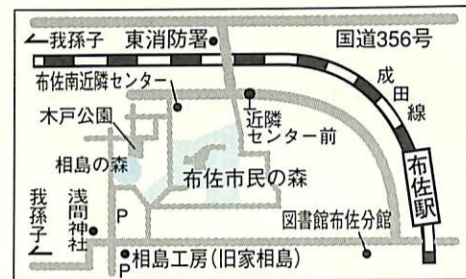 我孫子
東消防署
国道356号
成田線
布佐南近隣センター
木戸公園
近隣
センター前
相島の森
布佐市民の森
布佐駅
我孫子
浅間神社
P
図書館布佐分館
P
相島工房(旧家相島)